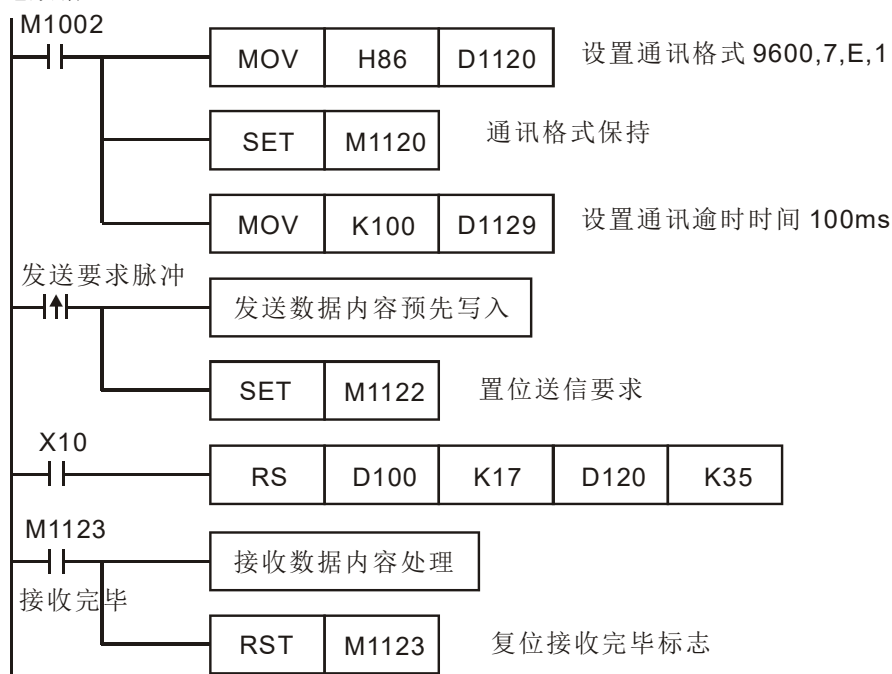 M1002
MOV H86 D1120 设置通讯格式 9600,7,E,1
SET M1120 通讯格式保持
MOV K100 D1129 设置通讯逾时时间 100ms
发送要求脉冲
发送数据内容预先写入
SET M1122 置位送信要求
X10
RS D100 K17 D120 K35
M1123
接收数据内容处理
接收完毕
RST M1123 复位接收完毕标志